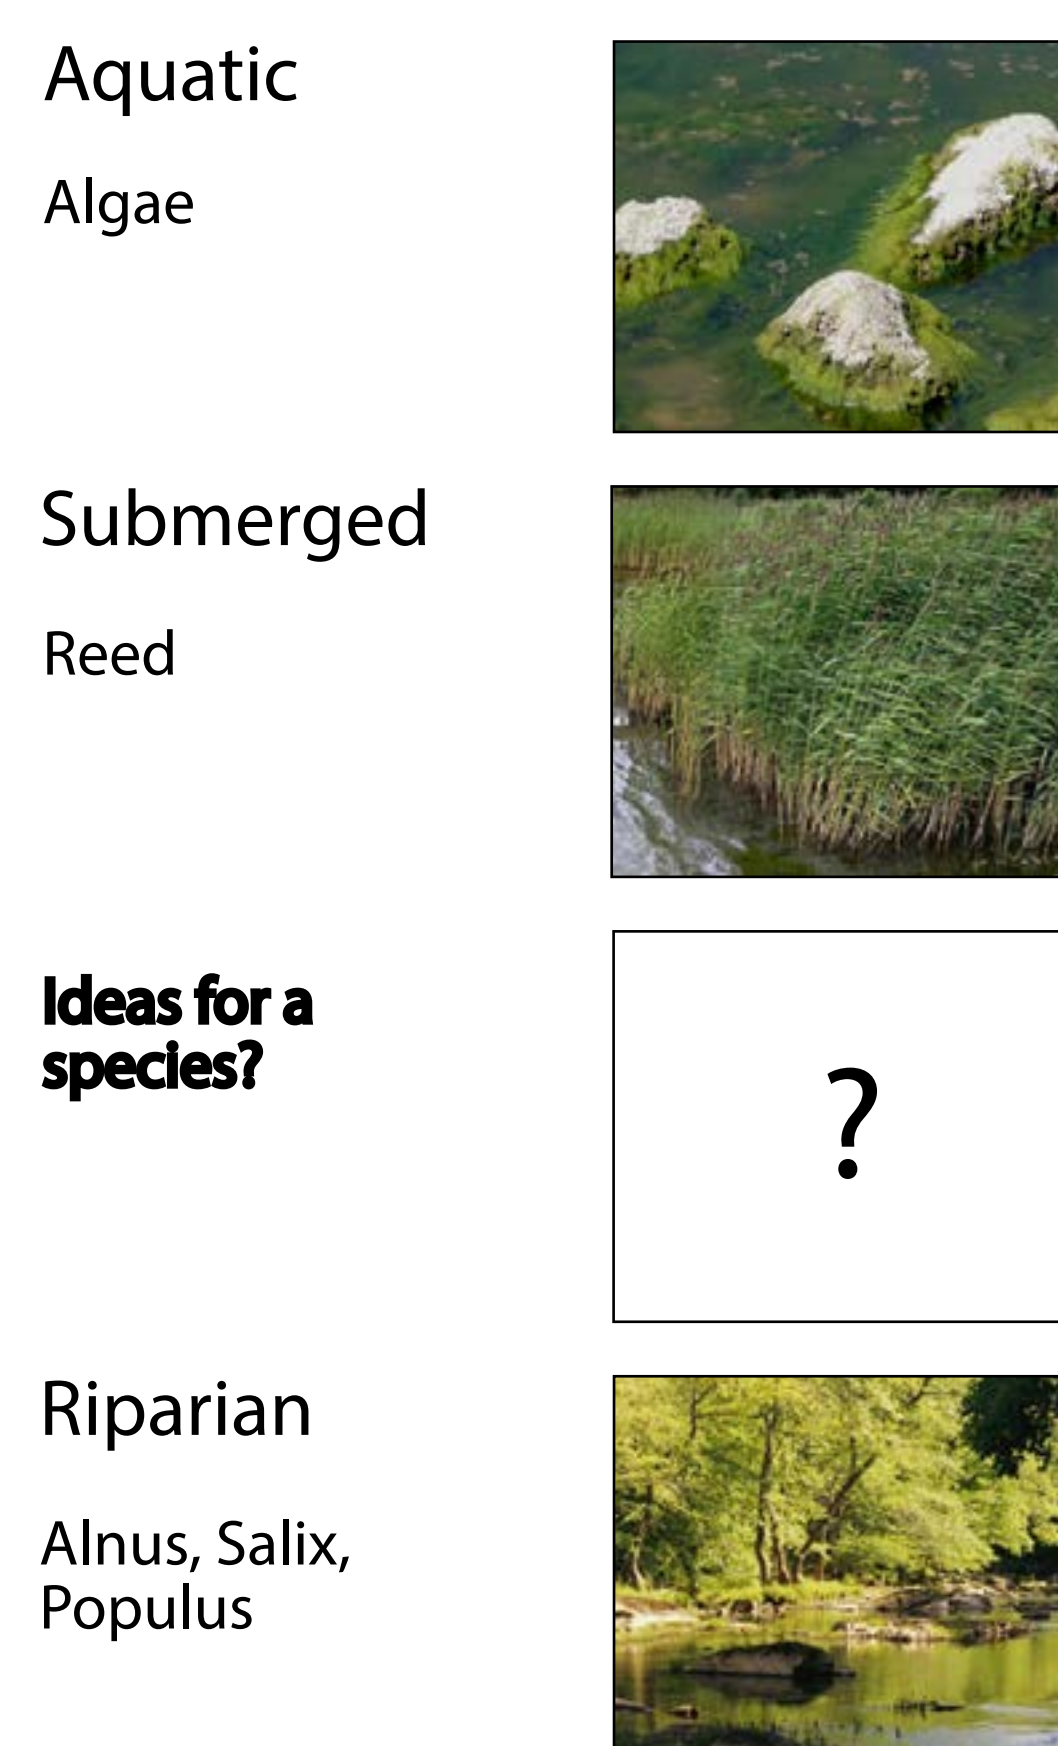 Aquatic
Algae
Submerged
Reed
Ideas for a
species?
?
Riparian
Alnus, Salix,
Populus